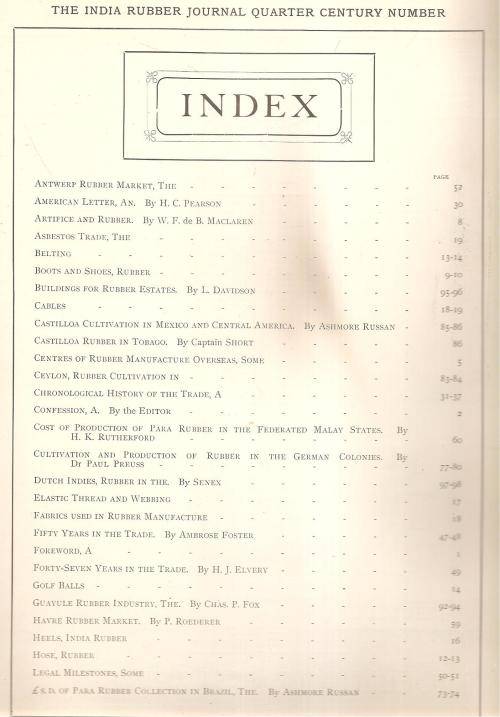 THE INDIA RUBBER JOURNAL QUARTER CENTURY NUMBER
INDEX
PAGE
ANTWERP RUBBER MARKET, THE - - - - - - - - 52
AMERICAN LETTER, AN. By H. C. PEARSON - - - - - - 30
ARTIFICE AND RUBBER. By W. F. de B. MACLAREN - - - - - 8
ASBESTOS TRADE, THE - - - - - - - - - 19
BELTING - - - - - - - - - - - 13-14
BOOTS AND SHOES, RUBBER - - - - - - - - - 9-10
BUILDINGS FOR RUBBER ESTATES. By L. DAVIDSON - - - - - 95-96
CABLES - - - - - - - - - - - 18-19
CASTILLOA CULTIVATION IN MEXICO AND CENTRAL AMERICA. By ASHMORE RUSSAN - 85-86
CASTILLOA RUBBER IN TOBAGO. By Captain SHORT - - - - - 86
CENTRES OF RUBBER MANUFACTURE OVERSEAS, SOME - - - - - 5
CEYLON, RUBBER CULTIVATION IN - - - - - - - - 83-84
CHRONOLOGICAL HISTORY OF THE TRADE, A - - - - - - 31-37
CONFESSION, A. By the EDITOR - - - - - - - - 2
COST OF PRODUCTION OF PARA RUBBER IN THE FEDERATED MALAY STATES. By
H. K. RUTHERFORD - - - - - - - - 60
CULTIVATION AND PRODUCTION OF RUBBER IN THE GERMAN COLONIES. By
Dr PAUL PREUSS - - - - - - - - - 77-80
DUTCH INDIES, RUBBER IN THE. By SENEX - - - - - - 97-98
ELASTIC THREAD AND WEBBING - - - - - - - - 17
FABRICS USED IN RUBBER MANUFACTURE - - - - - - - 18
FIFTY YEARS IN THE TRADE. By AMBROSE FOSTER - - - - - 47-48
FOREWORD, A - - - - - - - - - - 1
FORTY-SEVEN YEARS IN THE TRADE. By H. J. ELVERY - - - - - 49
GOLF BALLS - - - - - - - - - - - 14
GUAYULE RUBBER INDUSTRY, THE. By CHAS. P. FOX - - - - - 92-94
HAVRE RUBBER MARKET. By P. ROEDERER - - - - - - 59
HEELS, INDIA RUBBER - - - - - - - - - - 16
HOSE, RUBBER - - - - - - - - - - 12-13
LEGAL MILESTONES, SOME - - - - - - - - - 50-51
£ S. D. OF PARA RUBBER COLLECTION IN BRAZIL, THE. By ASHMORE RUSSAN - - 73-74